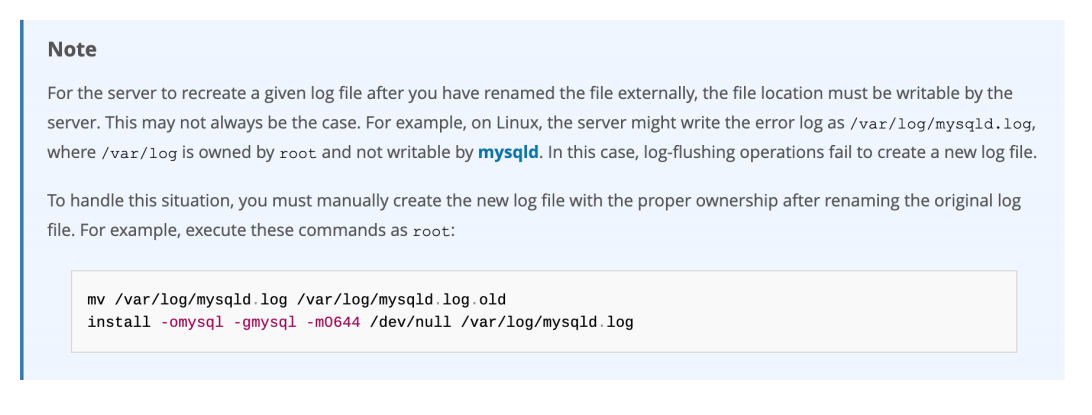 Note
For the server to recreate a given log file after you have renamed the file externally, the file location must be writable by the
server. This may not always be the case. For example, on Linux, the server might write the error log as /var/log/mysqld.log,
where /var/log is owned by root and not writable by mysqld. In this case, log-flushing operations fail to create a new log file.
To handle this situation, you must manually create the new log file with the proper ownership after renaming the original log
file. For example, execute these commands as root:
mv /var/log/mysqld.log /var/log/mysqld.log.old
install -omysql -gmysql -m0644 /dev/null /var/log/mysqld.log